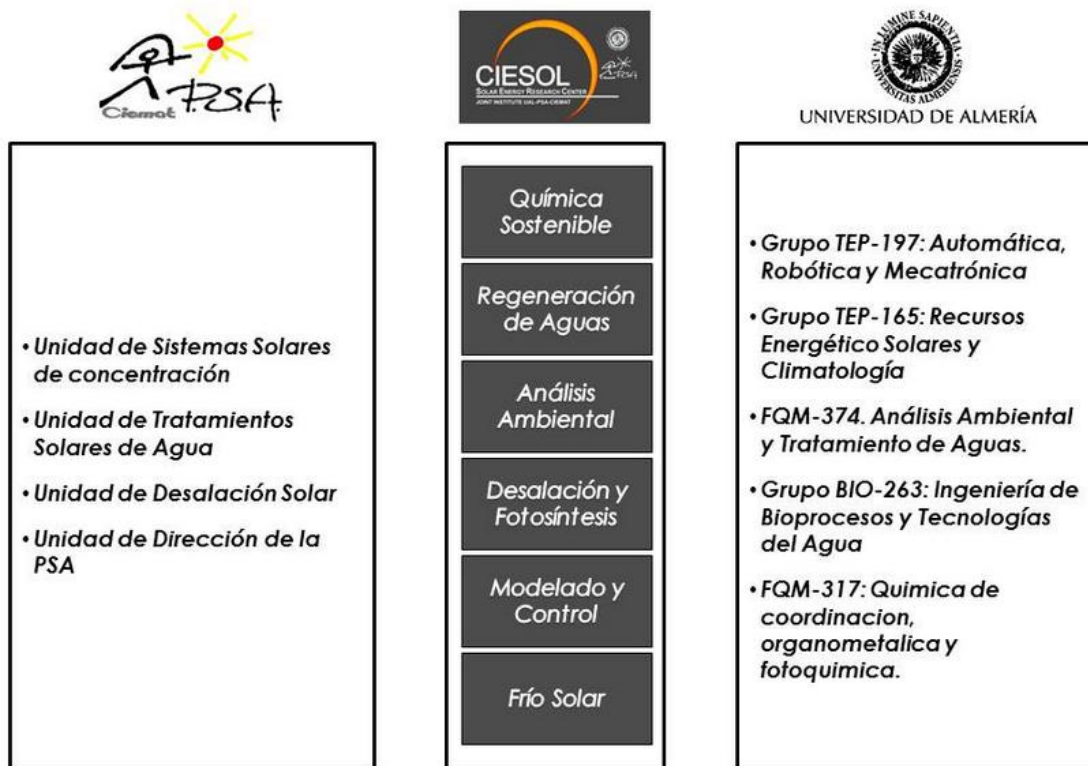 Ciemat P.S.A.
CIESOL
SOLAR ENERGY RESEARCH CENTER
JOINT INSTITUTE UAL-PSA-CIEMAT
P.S.A.
IN LUMINE SAPIENTIA
UNIVERSITAS ALMERIENSIS
UNIVERSIDAD DE ALMERÍA
• Unidad de Sistemas Solares
de concentración
• Unidad de Tratamientos
Solares de Agua
• Unidad de Desalación Solar
• Unidad de Dirección de la
PSA
Química
Sostenible
Regeneración
de Aguas
Análisis
Ambiental
Desalación y
Fotosíntesis
Modelado y
Control
Frío Solar
• Grupo TEP-197: Automática,
Robótica y Mecatrónica
• Grupo TEP-165: Recursos
Energético Solares y
Climatología
• FQM-374. Análisis Ambiental
y Tratamiento de Aguas.
• Grupo BIO-263: Ingeniería de
Bioprocesos y Tecnologías
del Agua
• FQM-317: Quimica de
coordinacion,
organometalica y
fotoquimica.